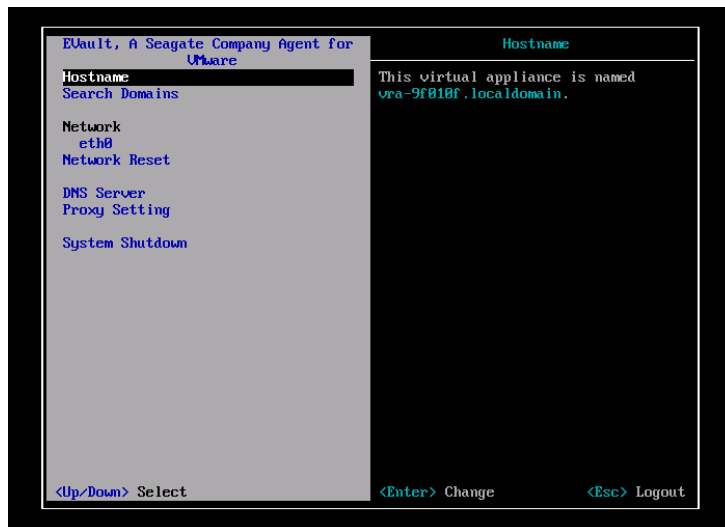 EVault, A Seagate Company Agent for
VMware
Hostname
Search Domains
Network
eth0
Network Reset
DNS Server
Proxy Setting
System Shutdown
<Up/Down> Select
Hostname
This virtual appliance is named
vra-9f010f.localdomain.
<Enter> Change <Esc> Logout